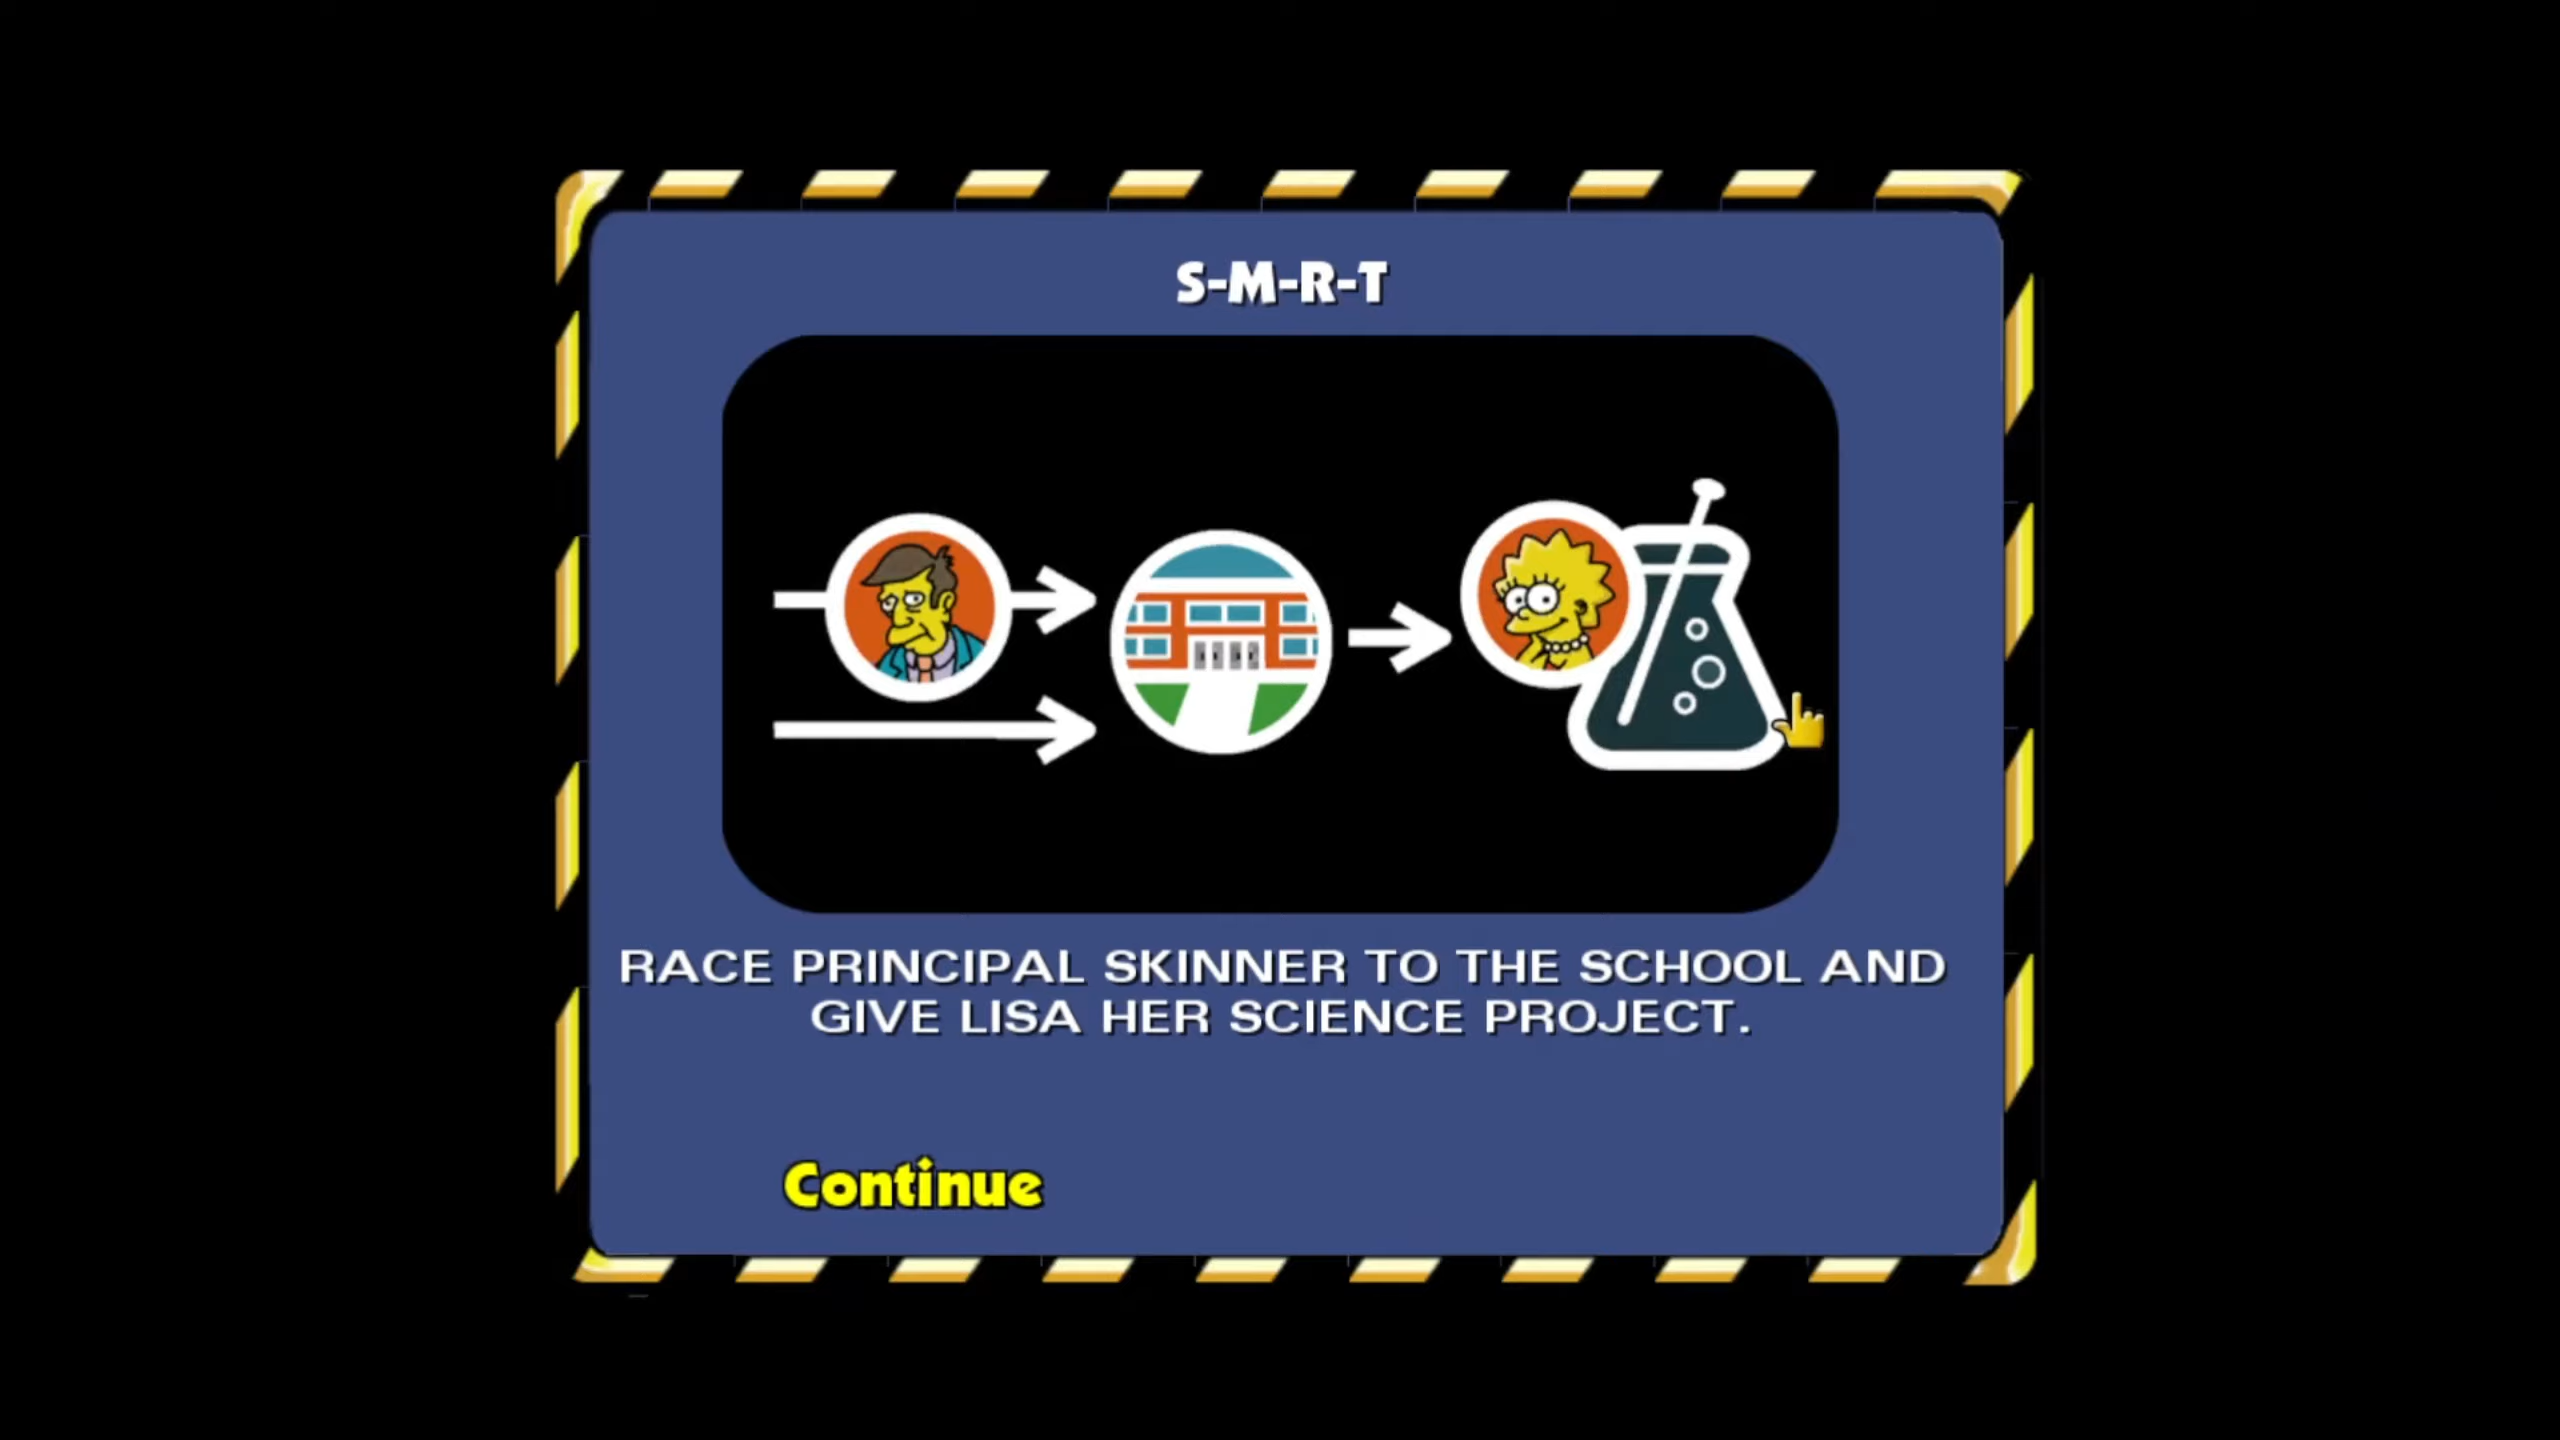 S-M-R-T
RACE PRINCIPAL SKINNER TO THE SCHOOL AND
GIVE LISA HER SCIENCE PROJECT.
Continue